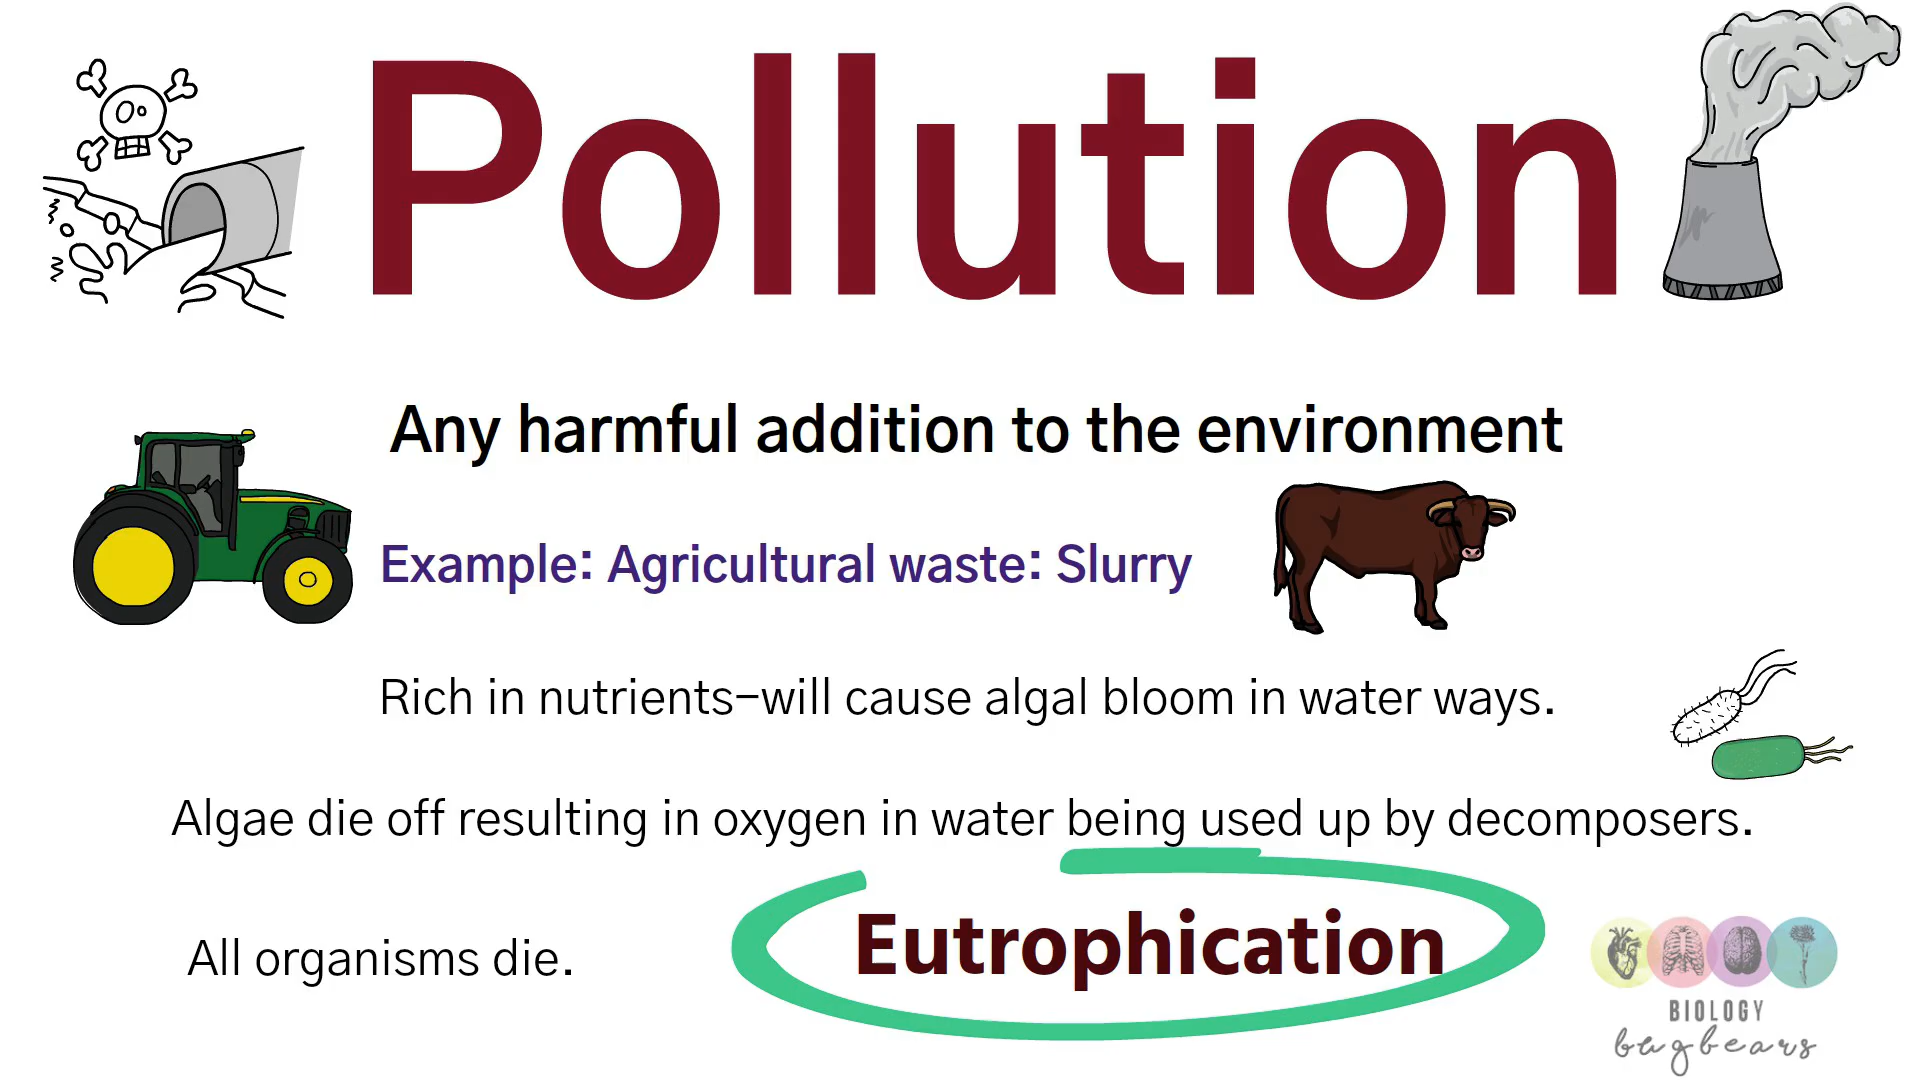 Pollution
Any harmful addition to the environment
Example: Agricultural waste: Slurry
Rich in nutrients-will cause algal bloom in water ways.
Algae die off resulting in oxygen in water being used up by decomposers.
All organisms die.
Eutrophication
BIOLOGY
bugbears